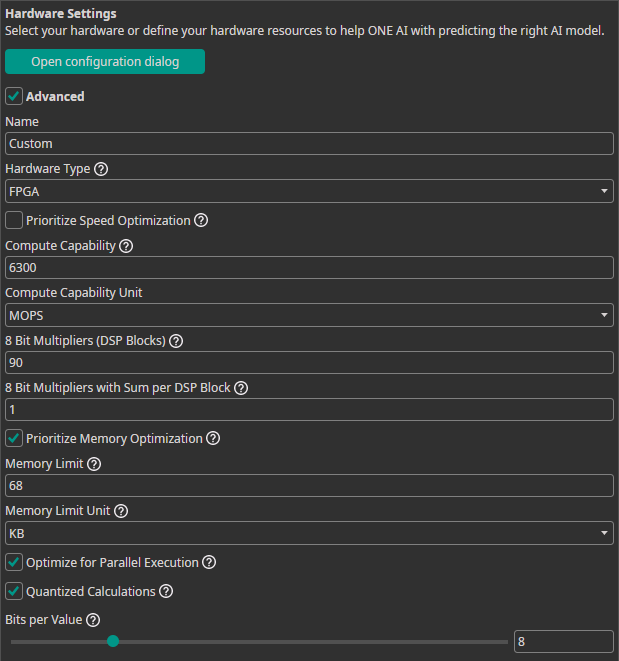 Hardware Settings
Select your hardware or define your hardware resources to help ONE AI with predicting the right AI model.
Open configuration dialog
Advanced
Name
Custom
Hardware Type ?
FPGA
Prioritize Speed Optimization ?
Compute Capability ?
6300
Compute Capability Unit
MOPS
8 Bit Multipliers (DSP Blocks) ?
90
8 Bit Multipliers with Sum per DSP Block ?
1
Prioritize Memory Optimization ?
Memory Limit ?
68
Memory Limit Unit ?
KB
Optimize for Parallel Execution ?
Quantized Calculations ?
Bits per Value ?
8